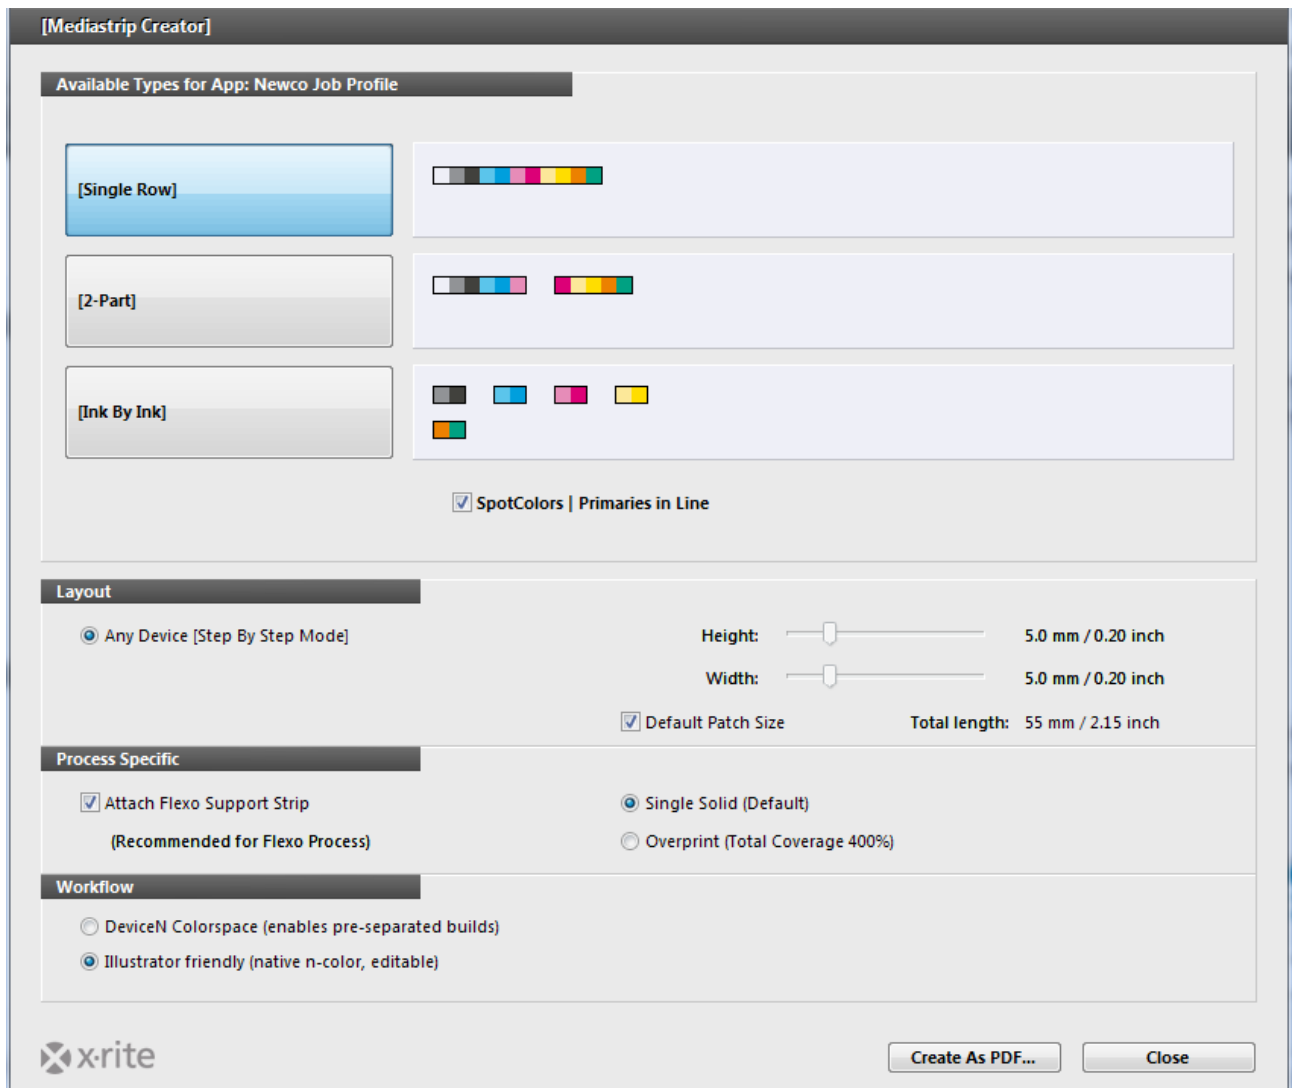 [Mediastrip Creator]
Available Types for App: Newco Job Profile
[Single Row]
[2-Part]
[Ink By Ink]
SpotColors | Primaries in Line
Layout
Any Device [Step By Step Mode]
Height: 5.0 mm / 0.20 inch
Width: 5.0 mm / 0.20 inch
Default Patch Size Total length: 55 mm / 2.15 inch
Process Specific
Attach Flexo Support Strip Single Solid (Default)
(Recommended for Flexo Process) Overprint (Total Coverage 400%)
Workflow
DeviceN Colorspace (enables pre-separated builds)
Illustrator friendly (native n-color, editable)
x·rite Create As PDF... Close